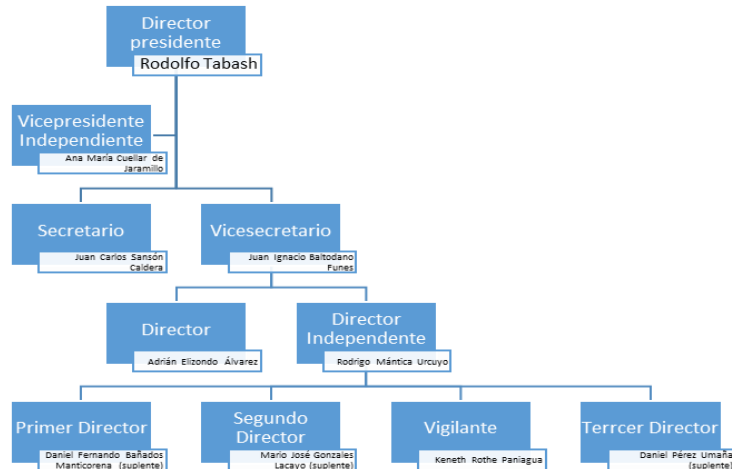 Director
presidente
Rodolfo Tabash
Vicepresidente
Independiente
Ana María Cuellar de
Jaramillo
Secretario
Juan Carlos Sansón
Caldera
Vicesecretario
Juan Ignacio Baltodano
Funes
Director
Adrián Elizondo Álvarez
Director
Independiente
Rodrigo Mántica Urcuyo
Primer Director
Daniel Fernando Bañados
Manticorena (suplente)
Segundo
Director
Mario José Gonzales
Lacayo (suplente)
Vigilante
Keneth Rothe Paniagua
Terrcer Director
Daniel Pérez Umaña
(suplente)